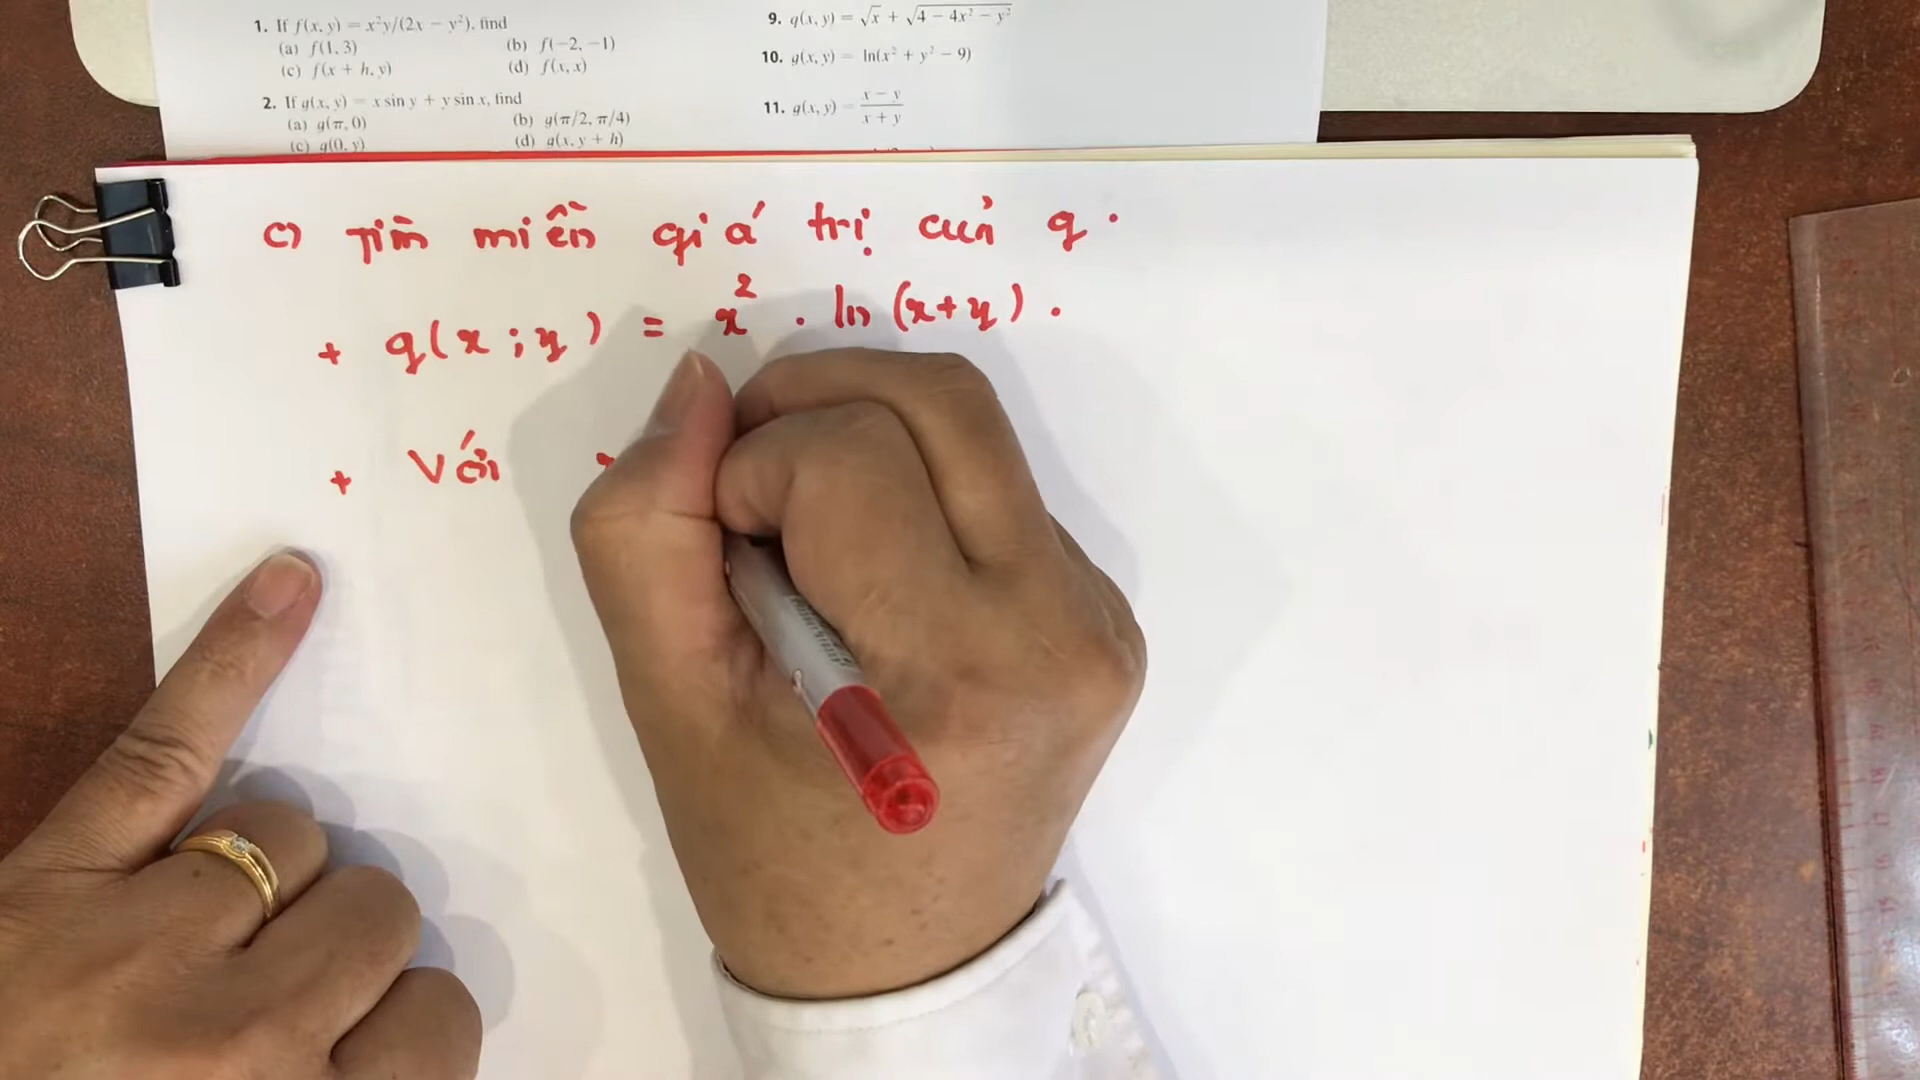 1. If f(x, y) = x²y/(2x − y²), find
(a) f(1, 3) (b) f(−2, −1)
(c) f(x + h, y) (d) f(x, x)
2. If g(x, y) = x sin y + y sin x, find
(a) g(π, 0) (b) g(π/2, π/4)
(c) g(0, y) (d) g(x, y + h)
9. g(x, y) = √x + √4 − 4x² − y²
10. g(x, y) = ln(x² + y² − 9)
11. g(x, y) = x − y / x + y
c) Tìm miền giá trị của g.
+ g(x ; y) = x² . ln (x+y) .
+ Với